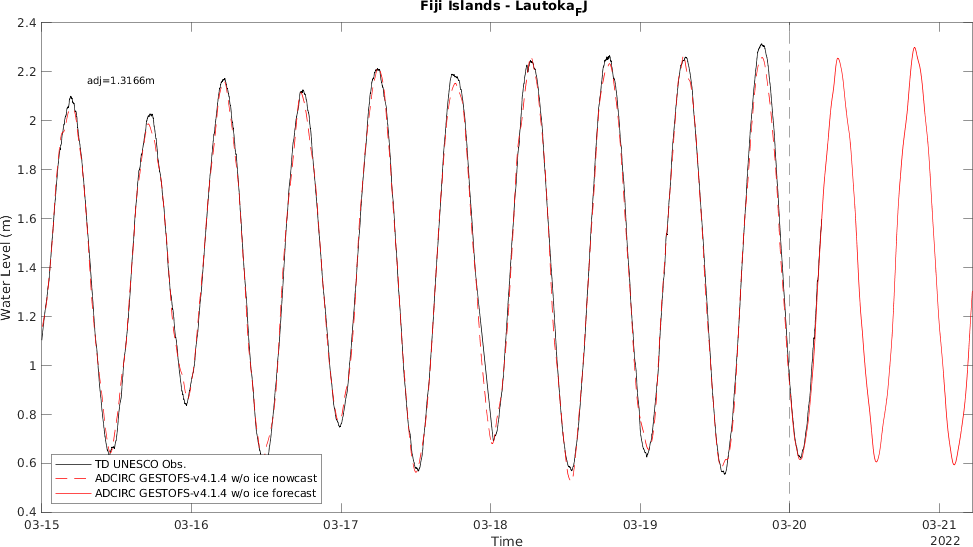 Fiji Islands - Lautoka_FJ
adj=1.3166m
2.4
2.2
2
1.8
1.6
1.4
1.2
1
0.8
0.6
0.4
Water Level (m)
TD UNESCO Obs.
ADCIRC GESTOFS-v4.1.4 w/o ice nowcast
ADCIRC GESTOFS-v4.1.4 w/o ice forecast
03-15
03-16
03-17
03-18
03-19
03-20
03-21
Time
2022